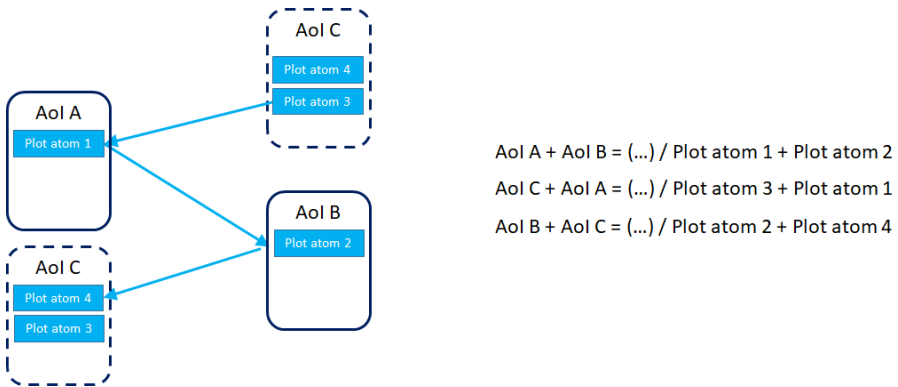 AoI C
Plot atom 4
Plot atom 3
AoI A
Plot atom 1
AoI B
Plot atom 2
AoI C
Plot atom 4
Plot atom 3
AoI A + AoI B = (...) / Plot atom 1 + Plot atom 2
AoI C + AoI A = (...) / Plot atom 3 + Plot atom 1
AoI B + AoI C = (...) / Plot atom 2 + Plot atom 4